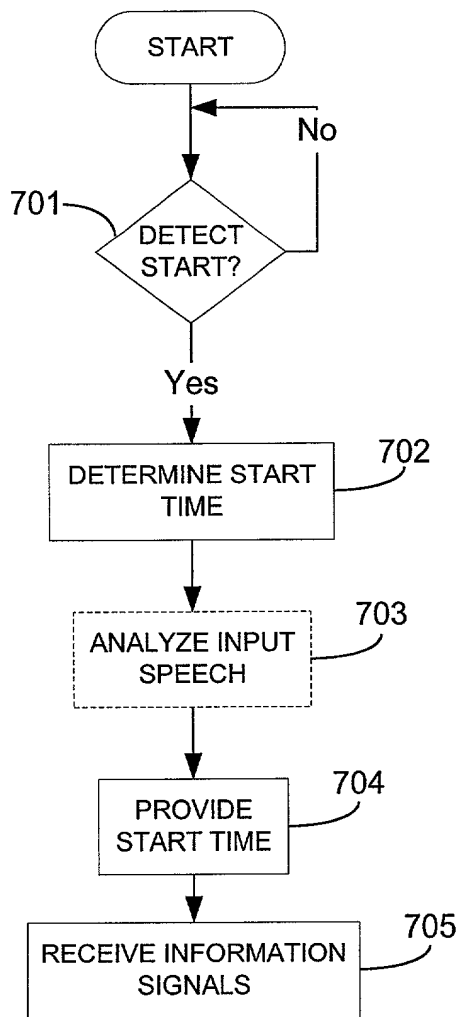 START
No
701
DETECT
START?
Yes
702
DETERMINE START
TIME
703
ANALYZE INPUT
SPEECH
704
PROVIDE
START TIME
705
RECEIVE INFORMATION
SIGNALS